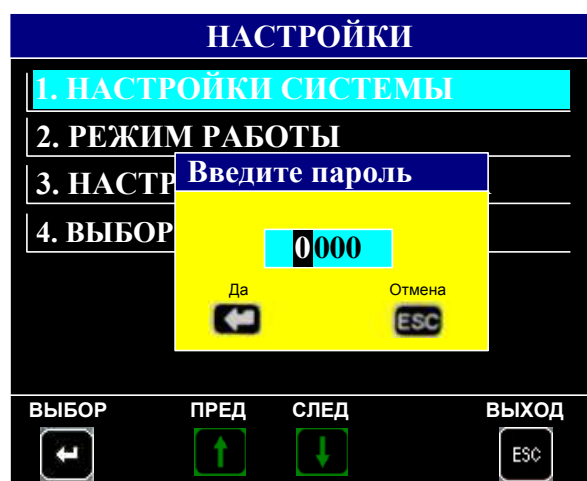 НАСТРОЙКИ
1. НАСТРОЙКИ СИСТЕМЫ
2. РЕЖИМ РАБОТЫ
Введите пароль
3. НАСТР
4. ВЫБОР
0000
Да Отмена
ESC
ВЫБОР ПРЕД СЛЕД ВЫХОД
ESC